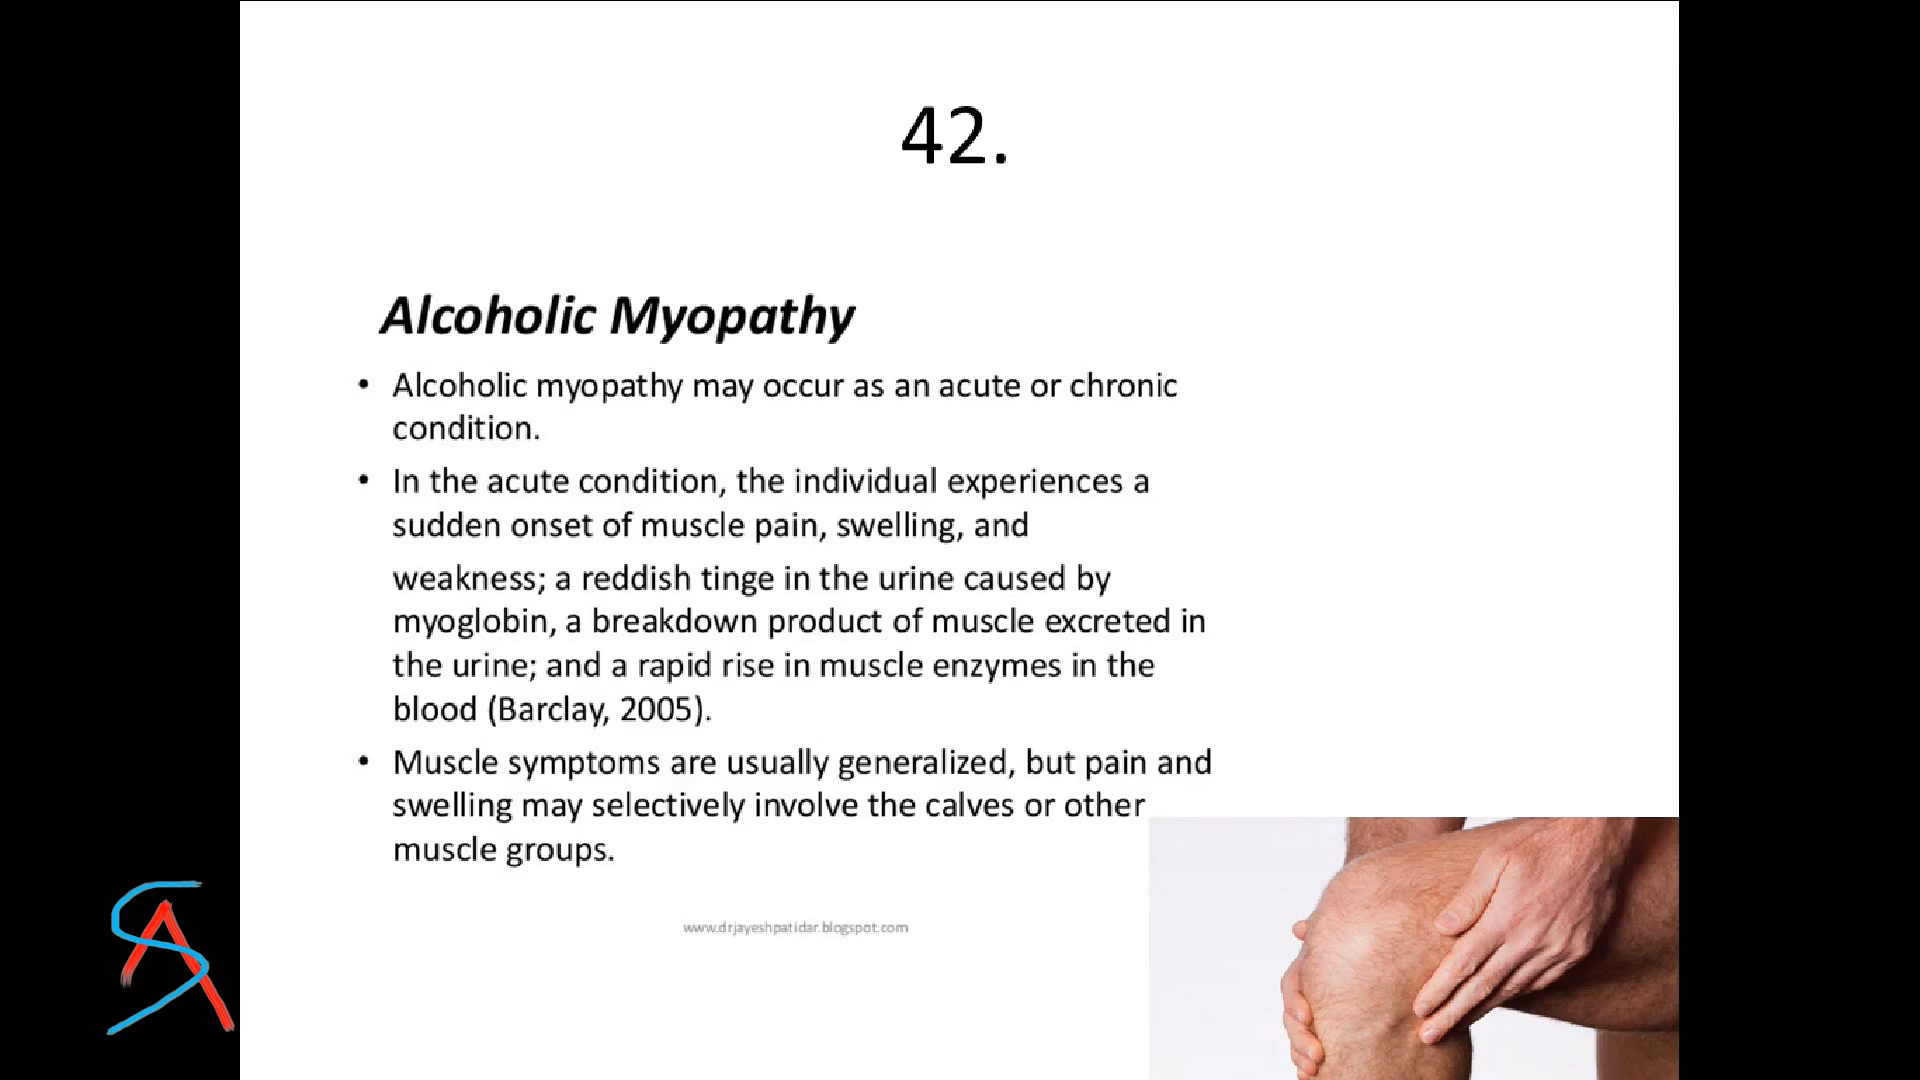 42.
Alcoholic Myopathy
• Alcoholic myopathy may occur as an acute or chronic
condition.
• In the acute condition, the individual experiences a
sudden onset of muscle pain, swelling, and
weakness; a reddish tinge in the urine caused by
myoglobin, a breakdown product of muscle excreted in
the urine; and a rapid rise in muscle enzymes in the
blood (Barclay, 2005).
• Muscle symptoms are usually generalized, but pain and
swelling may selectively involve the calves or other
muscle groups.
www.drjayeshpatidar.blogspot.com
SA